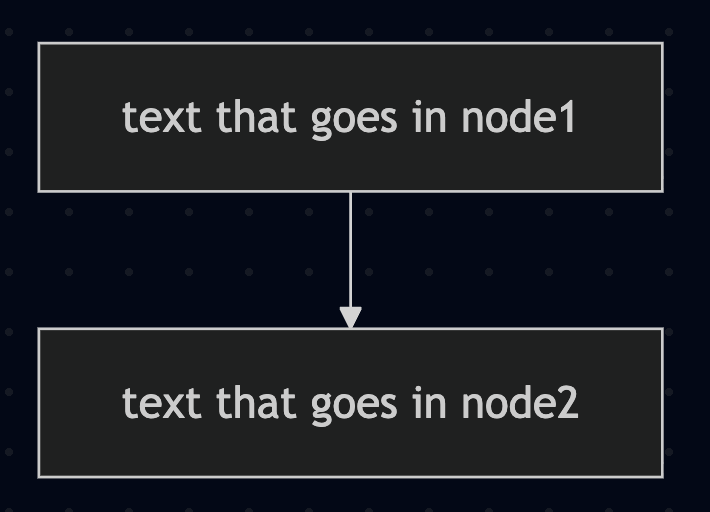 text that goes in node1
text that goes in node2